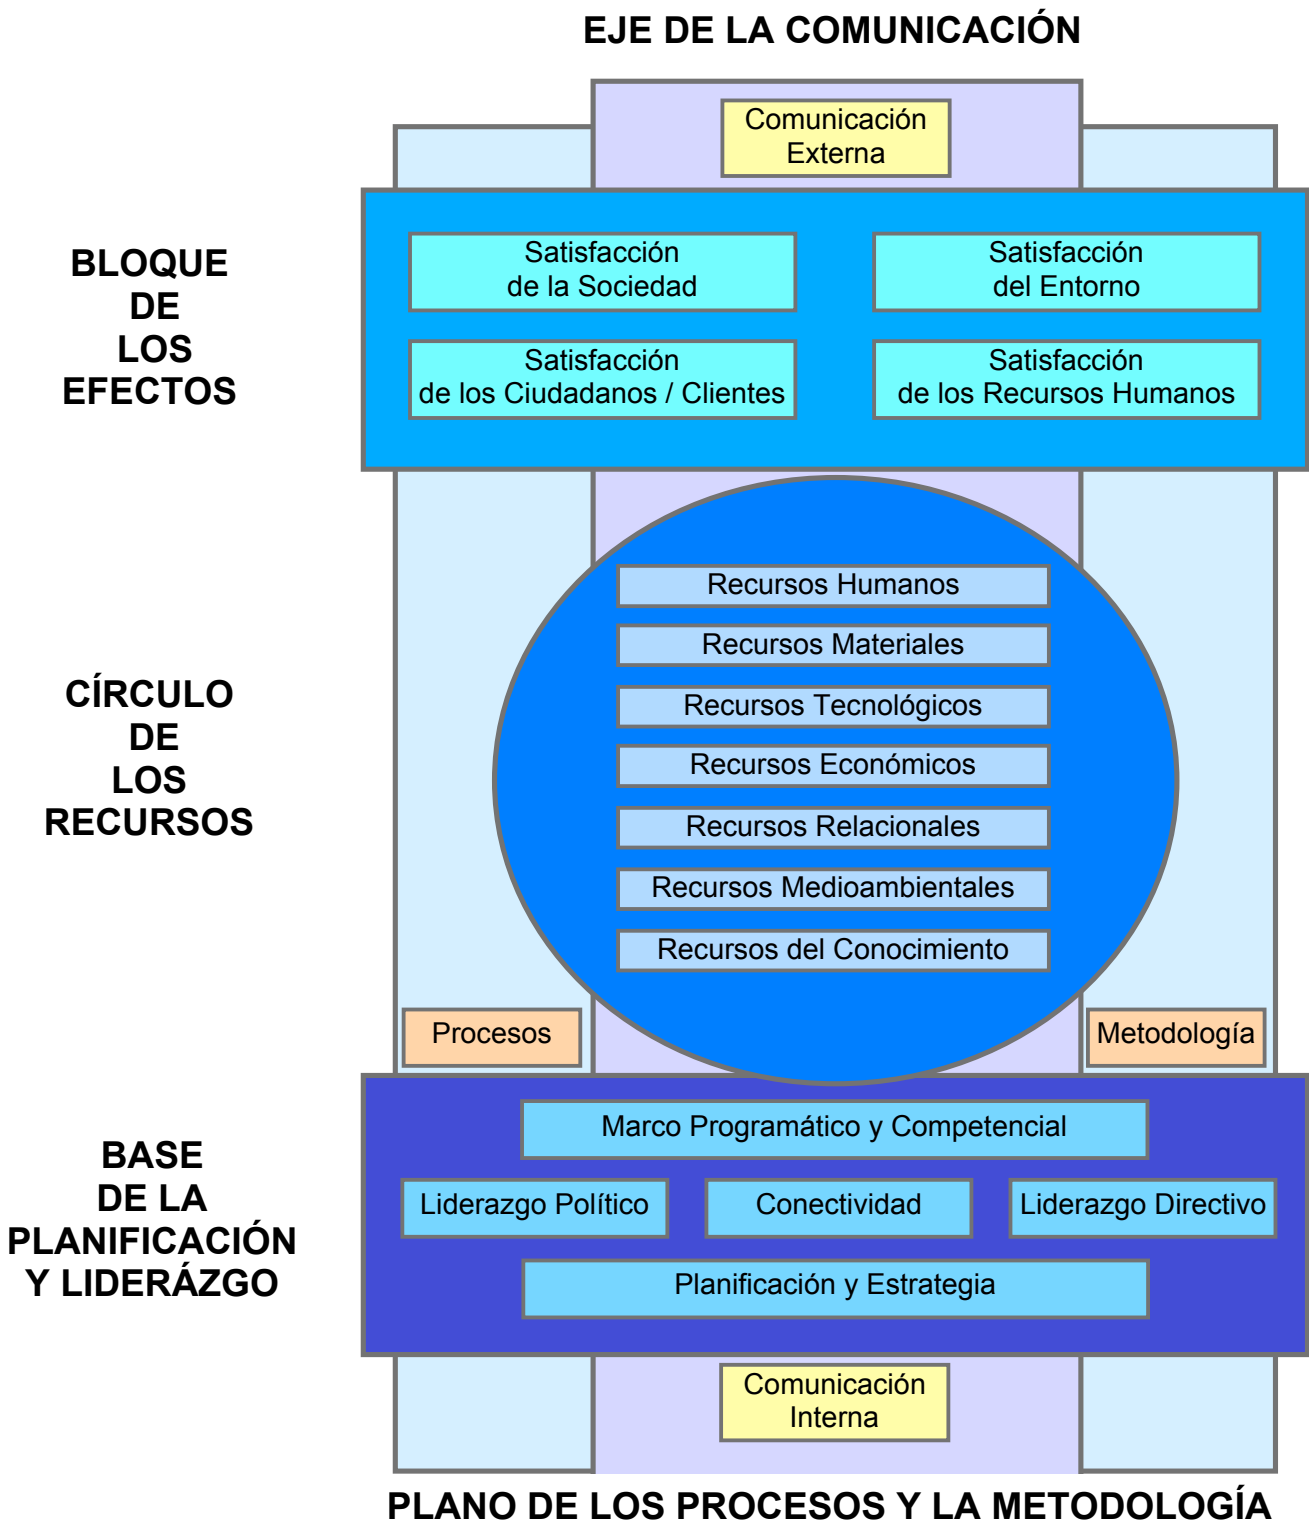 EJE DE LA COMUNICACIÓN
Comunicación
Externa
BLOQUE
DE
LOS
EFECTOS
Satisfacción
de la Sociedad
Satisfacción
del Entorno
Satisfacción
de los Ciudadanos / Clientes
Satisfacción
de los Recursos Humanos
CÍRCULO
DE
LOS
RECURSOS
Recursos Humanos
Recursos Materiales
Recursos Tecnológicos
Recursos Económicos
Recursos Relacionales
Recursos Medioambientales
Recursos del Conocimiento
Procesos
Metodología
BASE
DE LA
PLANIFICACIÓN
Y LIDERÁZGO
Marco Programático y Competencial
Liderazgo Político
Conectividad
Liderazgo Directivo
Planificación y Estrategia
Comunicación
Interna
PLANO DE LOS PROCESOS Y LA METODOLOGÍA